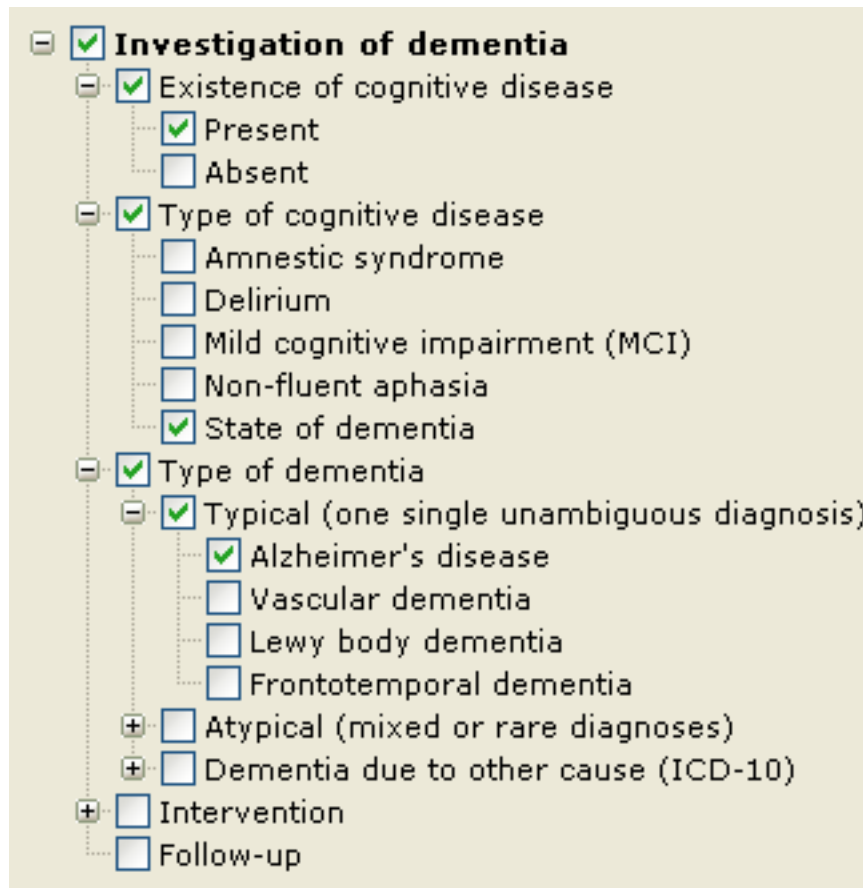 Investigation of dementia
Existence of cognitive disease
Present
Absent
Type of cognitive disease
Amnestic syndrome
Delirium
Mild cognitive impairment (MCI)
Non-fluent aphasia
State of dementia
Type of dementia
Typical (one single unambiguous diagnosis)
Alzheimer's disease
Vascular dementia
Lewy body dementia
Frontotemporal dementia
Atypical (mixed or rare diagnoses)
Dementia due to other cause (ICD-10)
Intervention
Follow-up